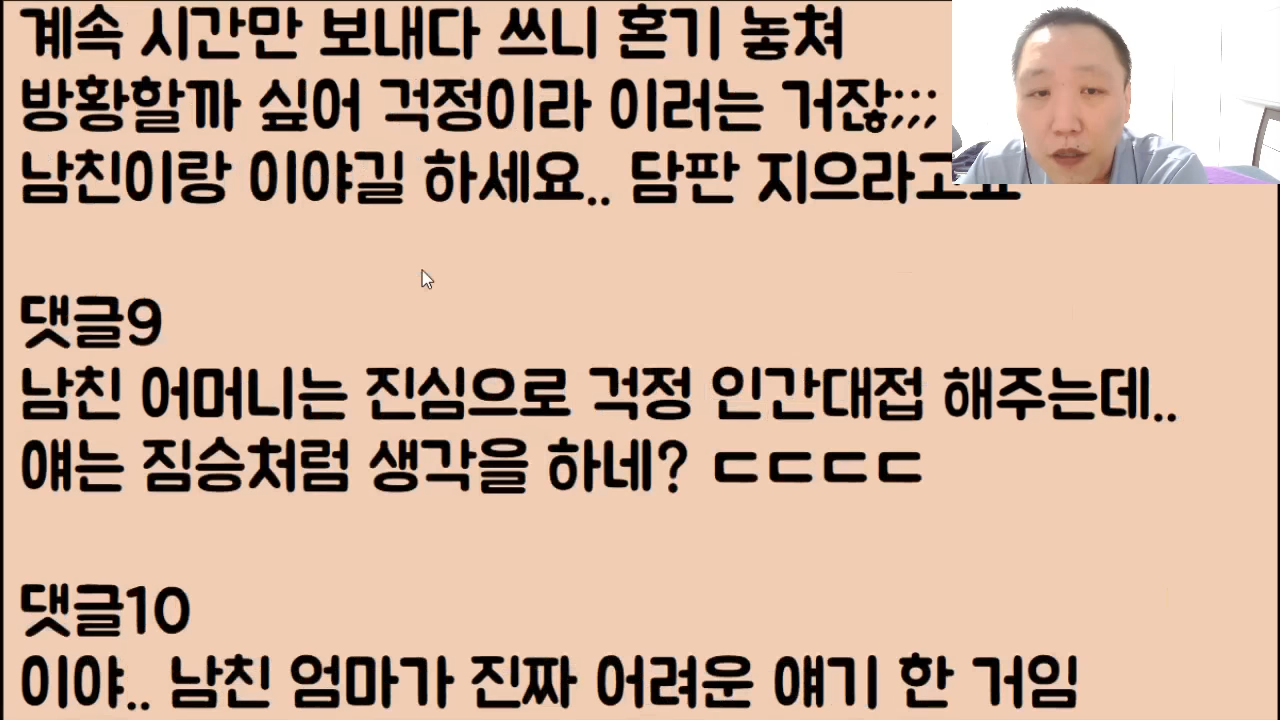 계속 시간만 보내다 쓰니 혼기 놓쳐
방황할까 싶어 걱정이라 이러는 거잖;;;
남친이랑 이야길 하세요.. 담판 지으라고요
댓글9
남친 어머니는 진심으로 걱정 인간대접 해주는데..
얘는 짐승처럼 생각을 하네? ㄷㄷㄷㄷ
댓글10
이야.. 남친 엄마가 진짜 어려운 얘기 한 거임